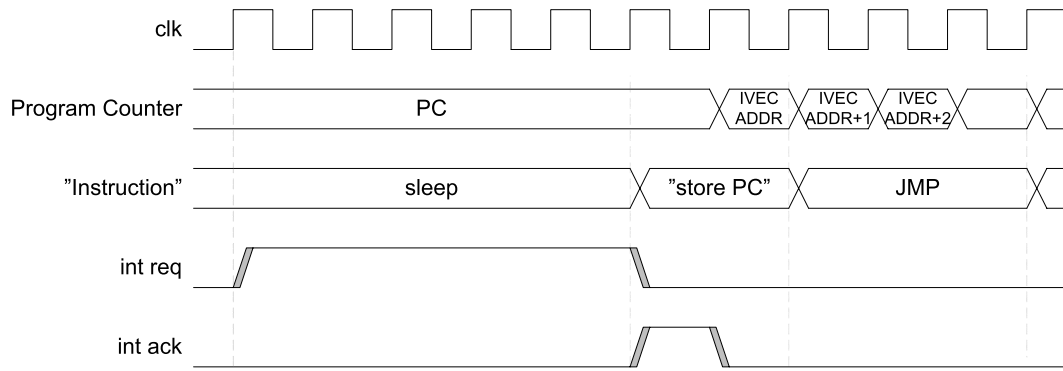 clk
Program Counter
PC
IVEC
ADDR
IVEC
ADDR+1
IVEC
ADDR+2
”Instruction”
sleep
”store PC”
JMP
int req
int ack